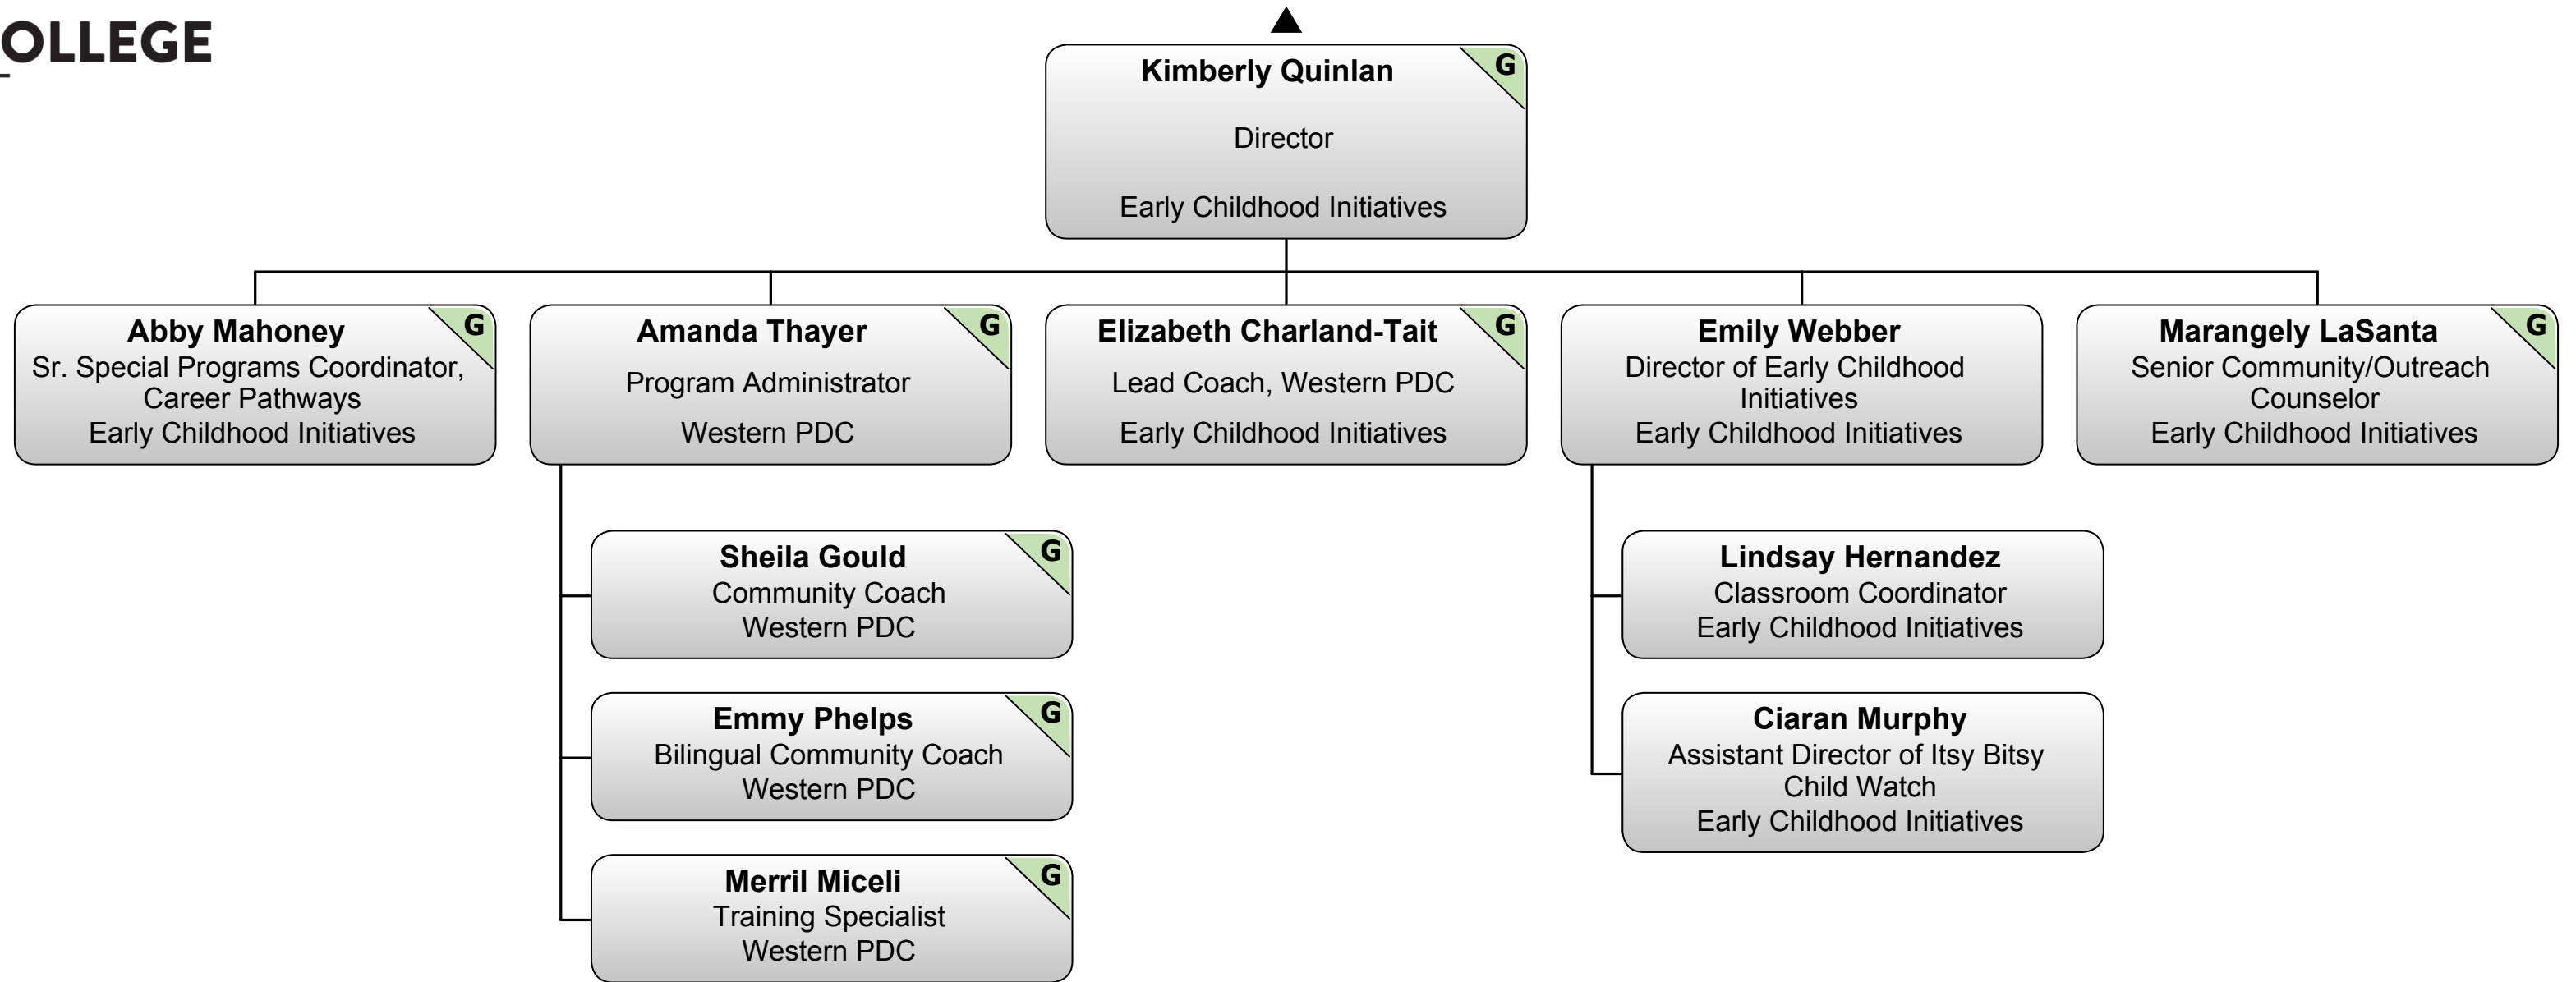 OLLEGE
Kimberly Quinlan
G
Director
Early Childhood Initiatives
Abby Mahoney
G
Sr. Special Programs Coordinator,
Career Pathways
Early Childhood Initiatives
Amanda Thayer
G
Program Administrator
Western PDC
Elizabeth Charland-Tait
G
Lead Coach, Western PDC
Early Childhood Initiatives
Emily Webber
Director of Early Childhood
Initiatives
Early Childhood Initiatives
Marangely LaSanta
G
Senior Community/Outreach
Counselor
Early Childhood Initiatives
Sheila Gould
G
Community Coach
Western PDC
Emmy Phelps
G
Bilingual Community Coach
Western PDC
Merril Miceli
G
Training Specialist
Western PDC
Lindsay Hernandez
Classroom Coordinator
Early Childhood Initiatives
Ciaran Murphy
Assistant Director of Itsy Bitsy
Child Watch
Early Childhood Initiatives